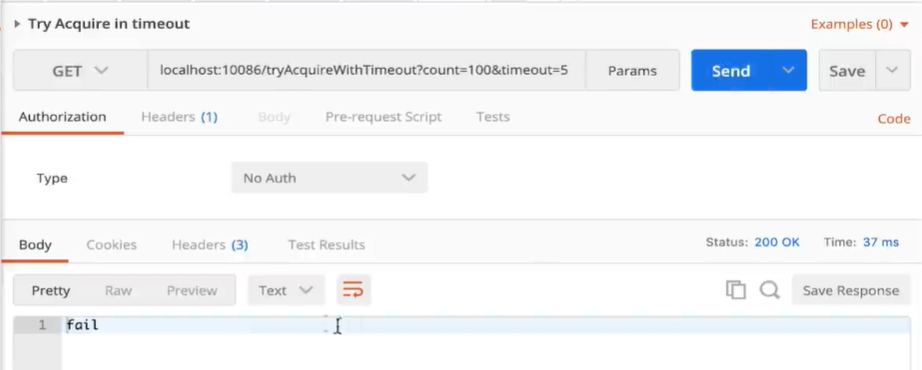 Try Acquire in timeout Examples (0)
GET localhost:10086/tryAcquireWithTimeout?count=100&timeout=5 Params Send Save
Authorization Headers (1) Body Pre-request Script Tests Code
Type No Auth
Body Cookies Headers (3) Test Results Status: 200 OK Time: 37 ms
Pretty Raw Preview Text Save Response
1 fail